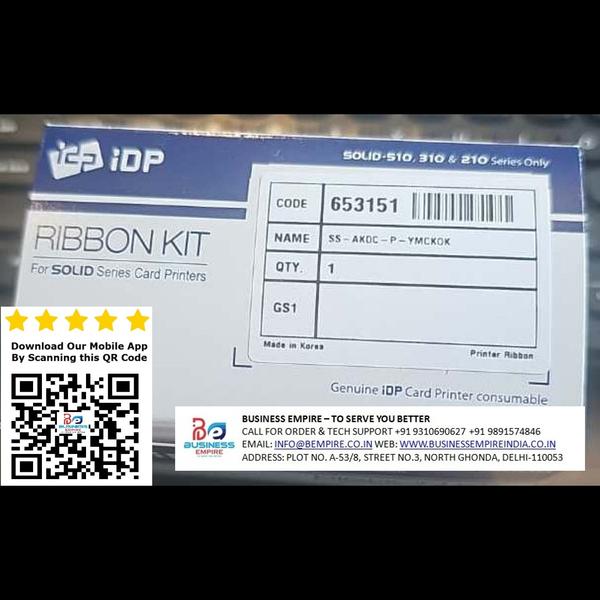 iDP
SOLID-510, 310 & 210 Series Only
RIBBON KIT
For SOLID Series Card Printers
CODE 653151
NAME SS-AKDC-P-YMCKOK
QTY. 1
GS1
Made in Korea
Printer Ribbon
Genuine iDP Card Printer consumable
Download Our Mobile App
By Scanning this QR Code
BUSINESS
EMPIRE
BUSINESS EMPIRE – TO SERVE YOU BETTER
CALL FOR ORDER & TECH SUPPORT +91 9310690627 +91 9891574846
EMAIL: INFO@BEMPIRE.CO.IN WEB: WWW.BUSINESSEMPIREINDIA.CO.IN
ADDRESS: PLOT NO. A-53/8, STREET NO.3, NORTH GHONDA, DELHI-110053